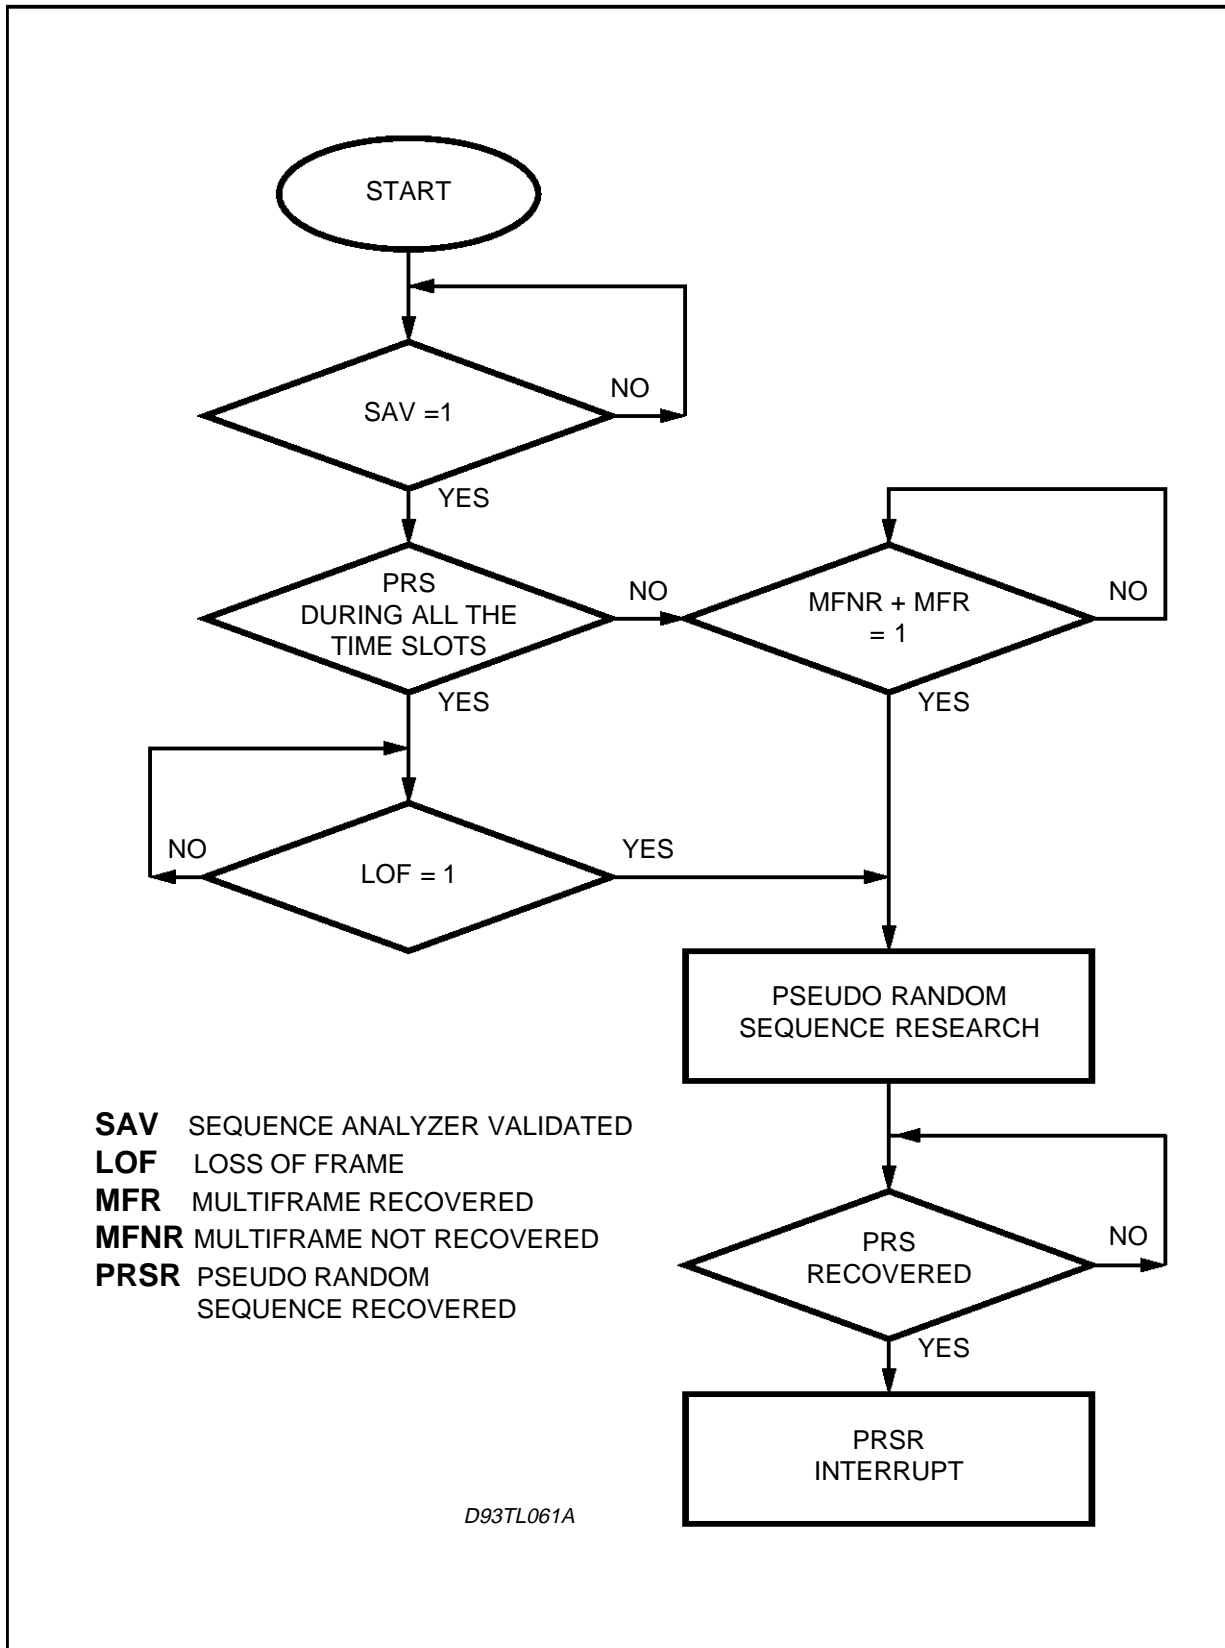 START
NO
SAV =1
YES
PRS
DURING ALL THE
TIME SLOTS
NO
MFNR + MFR
= 1
NO
YES
YES
NO
LOF = 1
YES
PSEUDO RANDOM
SEQUENCE RESEARCH
SAV SEQUENCE ANALYZER VALIDATED
LOF LOSS OF FRAME
MFR MULTIFRAME RECOVERED
MFNR MULTIFRAME NOT RECOVERED
PRSR PSEUDO RANDOM
SEQUENCE RECOVERED
PRS
RECOVERED
NO
YES
PRSR
INTERRUPT
D93TL061A